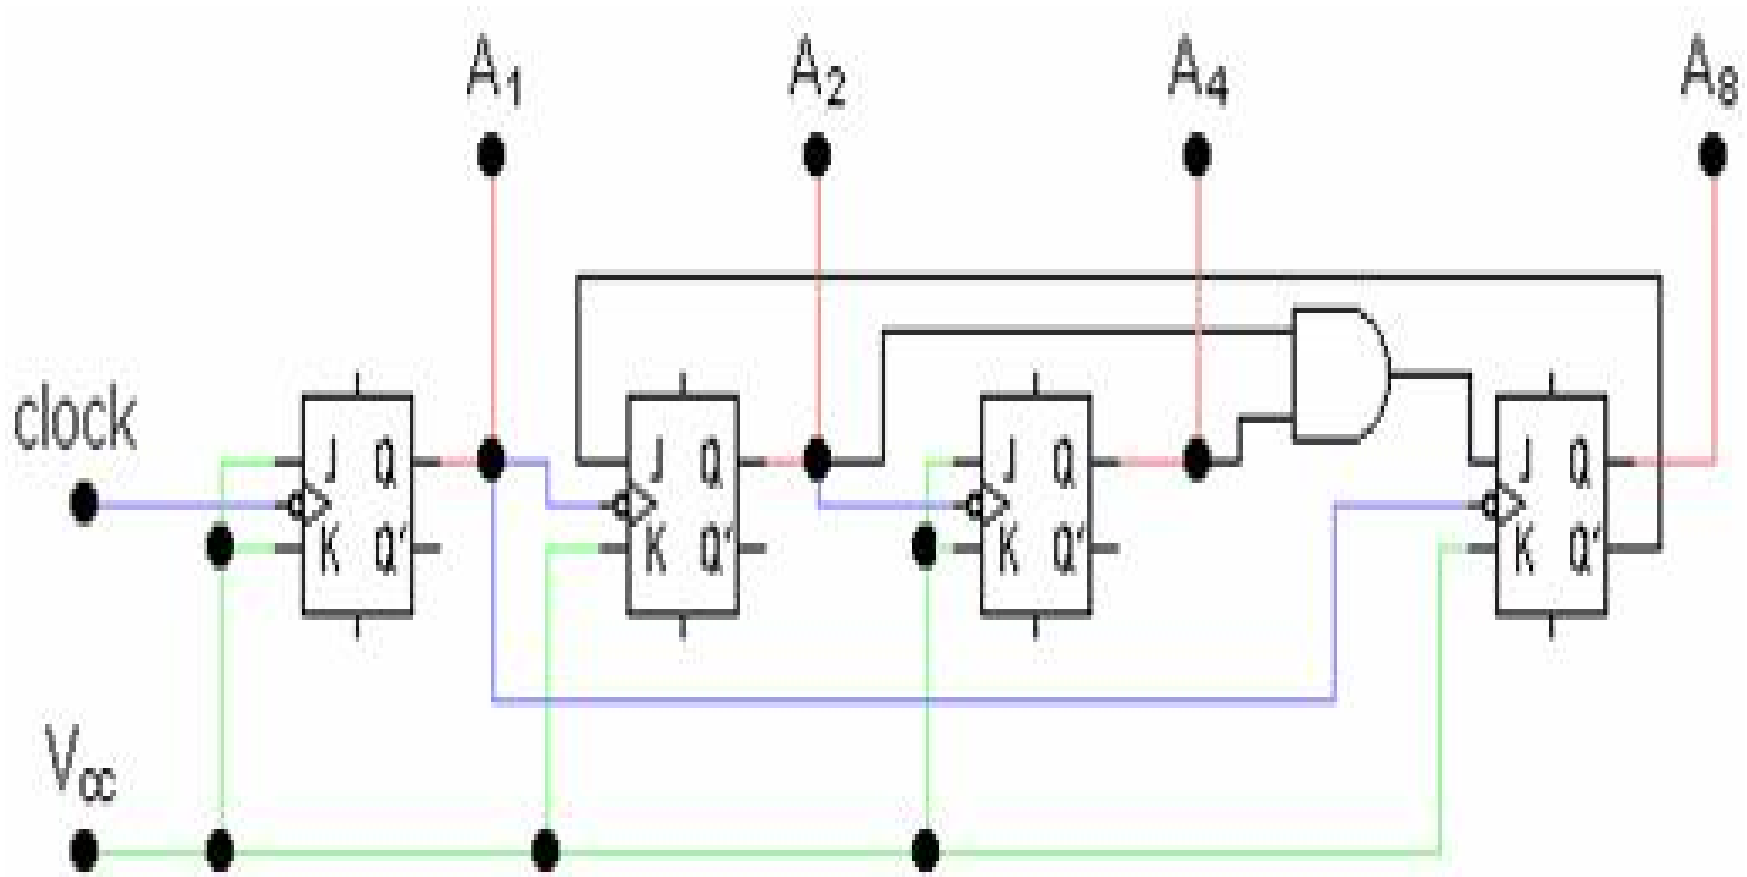 A1 A2 A4 A8
clock
J Q J Q J Q J Q
K Q' K Q' K Q' K Q'
Vcc